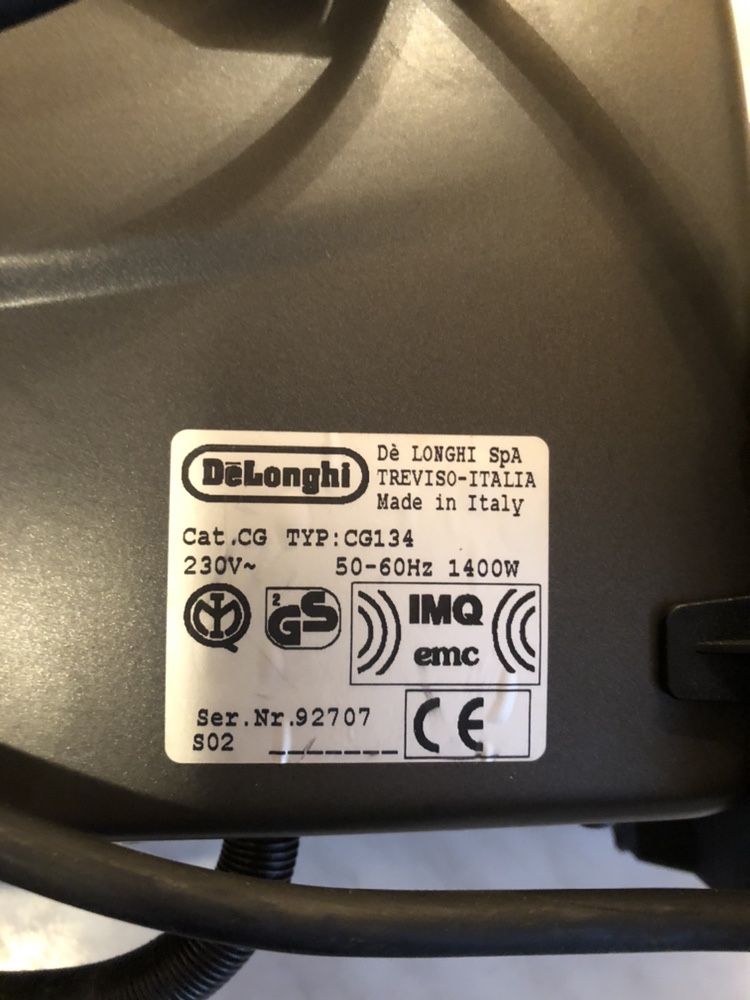 DēLonghi
Dè LONGHI SpA
TREVISO-ITALIA
Made in Italy
Cat.CG TYP:CG134
230V~ 50-60Hz 1400W
2
GS
IMQ
emc
Ser.Nr.92707
S02
CE